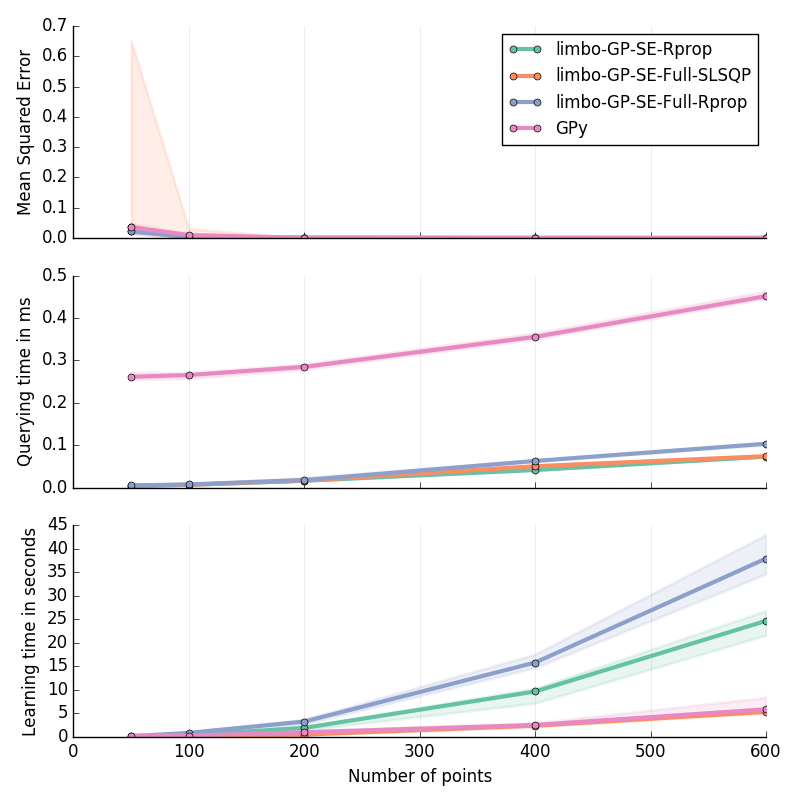 Mean Squared Error
0.7
0.6
0.5
0.4
0.3
0.2
0.1
0.0
limbo-GP-SE-Rprop
limbo-GP-SE-Full-SLSQP
limbo-GP-SE-Full-Rprop
GPy
Querying time in ms
0.5
0.4
0.3
0.2
0.1
0.0
Learning time in seconds
45
40
35
30
25
20
15
10
5
0
0 100 200 300 400 500 600
Number of points